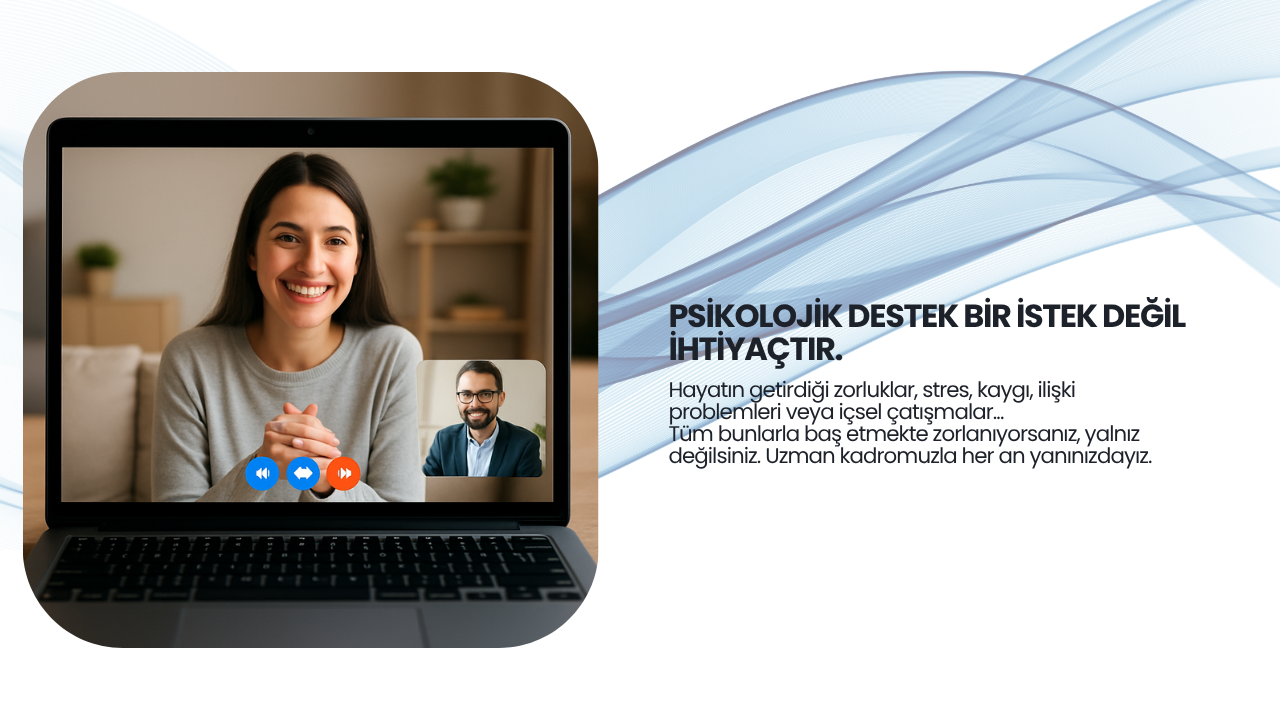 PSİKOLOJİK DESTEK BİR İSTEK DEĞİL
İHTİYAÇTIR.
Hayatın getirdiği zorluklar, stres, kaygı, ilişki
problemleri veya içsel çatışmalar...
Tüm bunlarla baş etmekte zorlanıyorsanız, yalnız
değilsiniz. Uzman kadromuzla her an yanınızdayız.